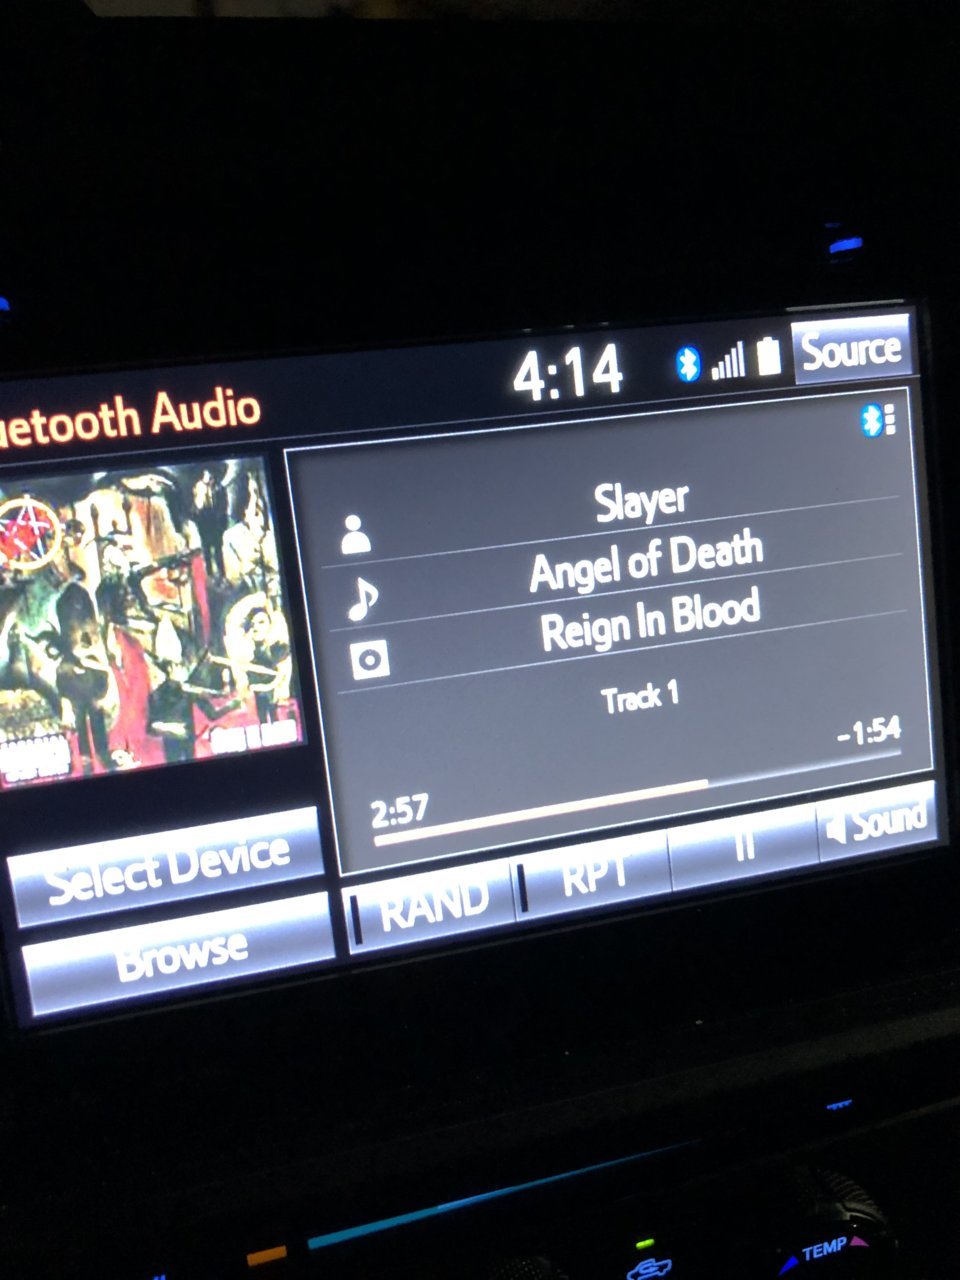 4:14
Source
uetooth Audio
Slayer
Angel of Death
Reign In Blood
Track 1
2:57
-1:54
Select Device
Browse
RAND
RPT
Sound
TEMP